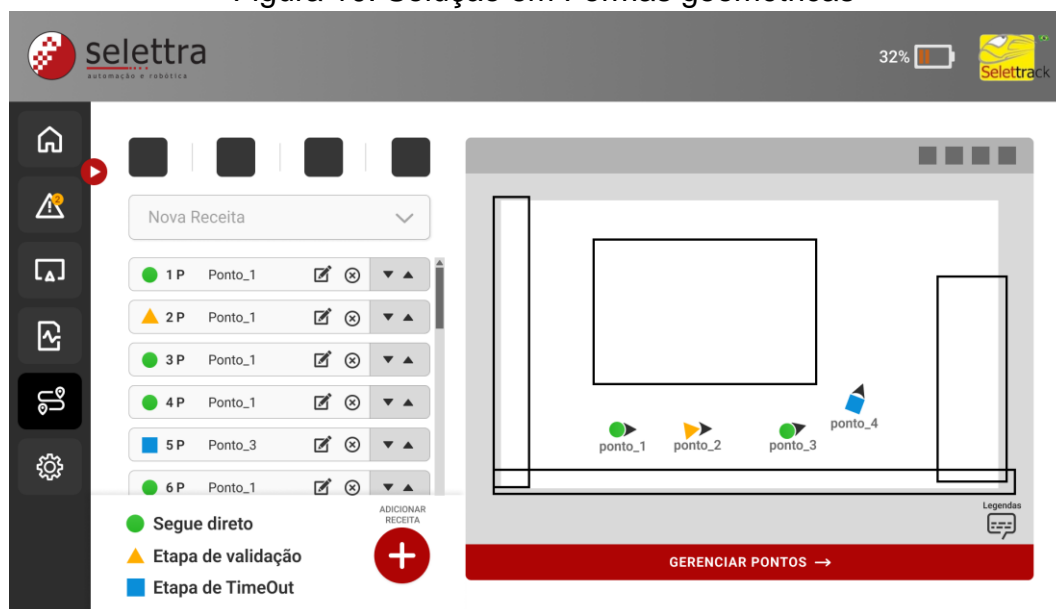 selettra
automação e robótica
32%
Selettrack
2
Nova Receita
1 P Ponto_1
2 P Ponto_1
3 P Ponto_1
4 P Ponto_1
5 P Ponto_3
6 P Ponto_1
ADICIONAR
RECEITA
Segue direto
Etapa de validação
Etapa de TimeOut
ponto_1
ponto_2
ponto_3
ponto_4
Legendas
GERENCIAR PONTOS →